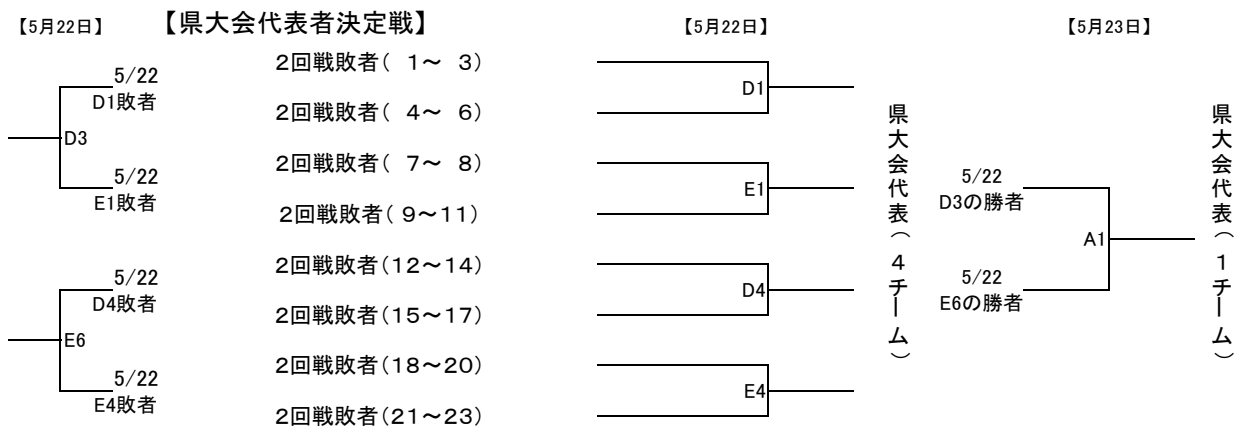 【5月22日】 【県大会代表者決定戦】 【5月22日】 【5月23日】
5/22
D1敗者
D3
5/22
E1敗者
5/22
D4敗者
E6
5/22
E4敗者
2回戦敗者( 1～ 3)
2回戦敗者( 4～ 6)
2回戦敗者( 7～ 8)
2回戦敗者( 9～11)
2回戦敗者(12～14)
2回戦敗者(15～17)
2回戦敗者(18～20)
2回戦敗者(21～23)
D1
E1
D4
E4
県大会代表（4チーム）
5/22
D3の勝者
A1
5/22
E6の勝者
県大会代表（1チーム）